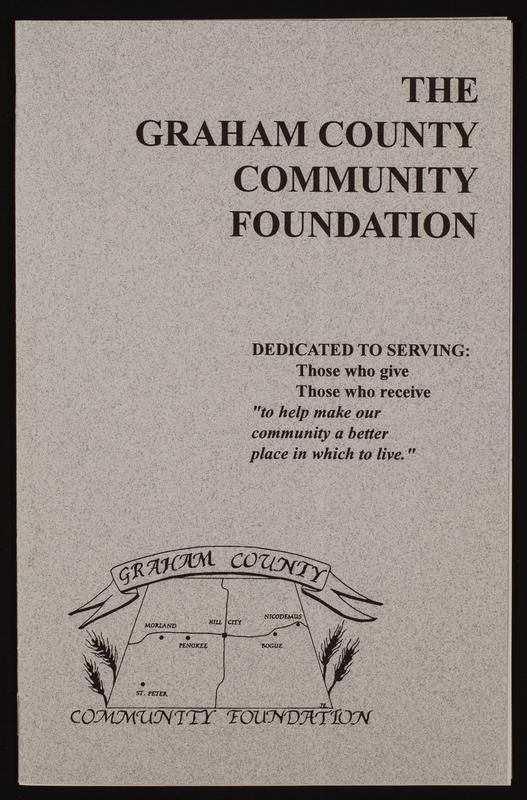 THE
GRAHAM COUNTY
COMMUNITY
FOUNDATION
DEDICATED TO SERVING:
Those who give
Those who receive
"to help make our
community a better
place in which to live."
GRAHAM COUNTY
MORLAND
HILL CITY
NICODEMUS
PENOKEE
BOGUE
ST. PETER
COMMUNITY FOUNDATION